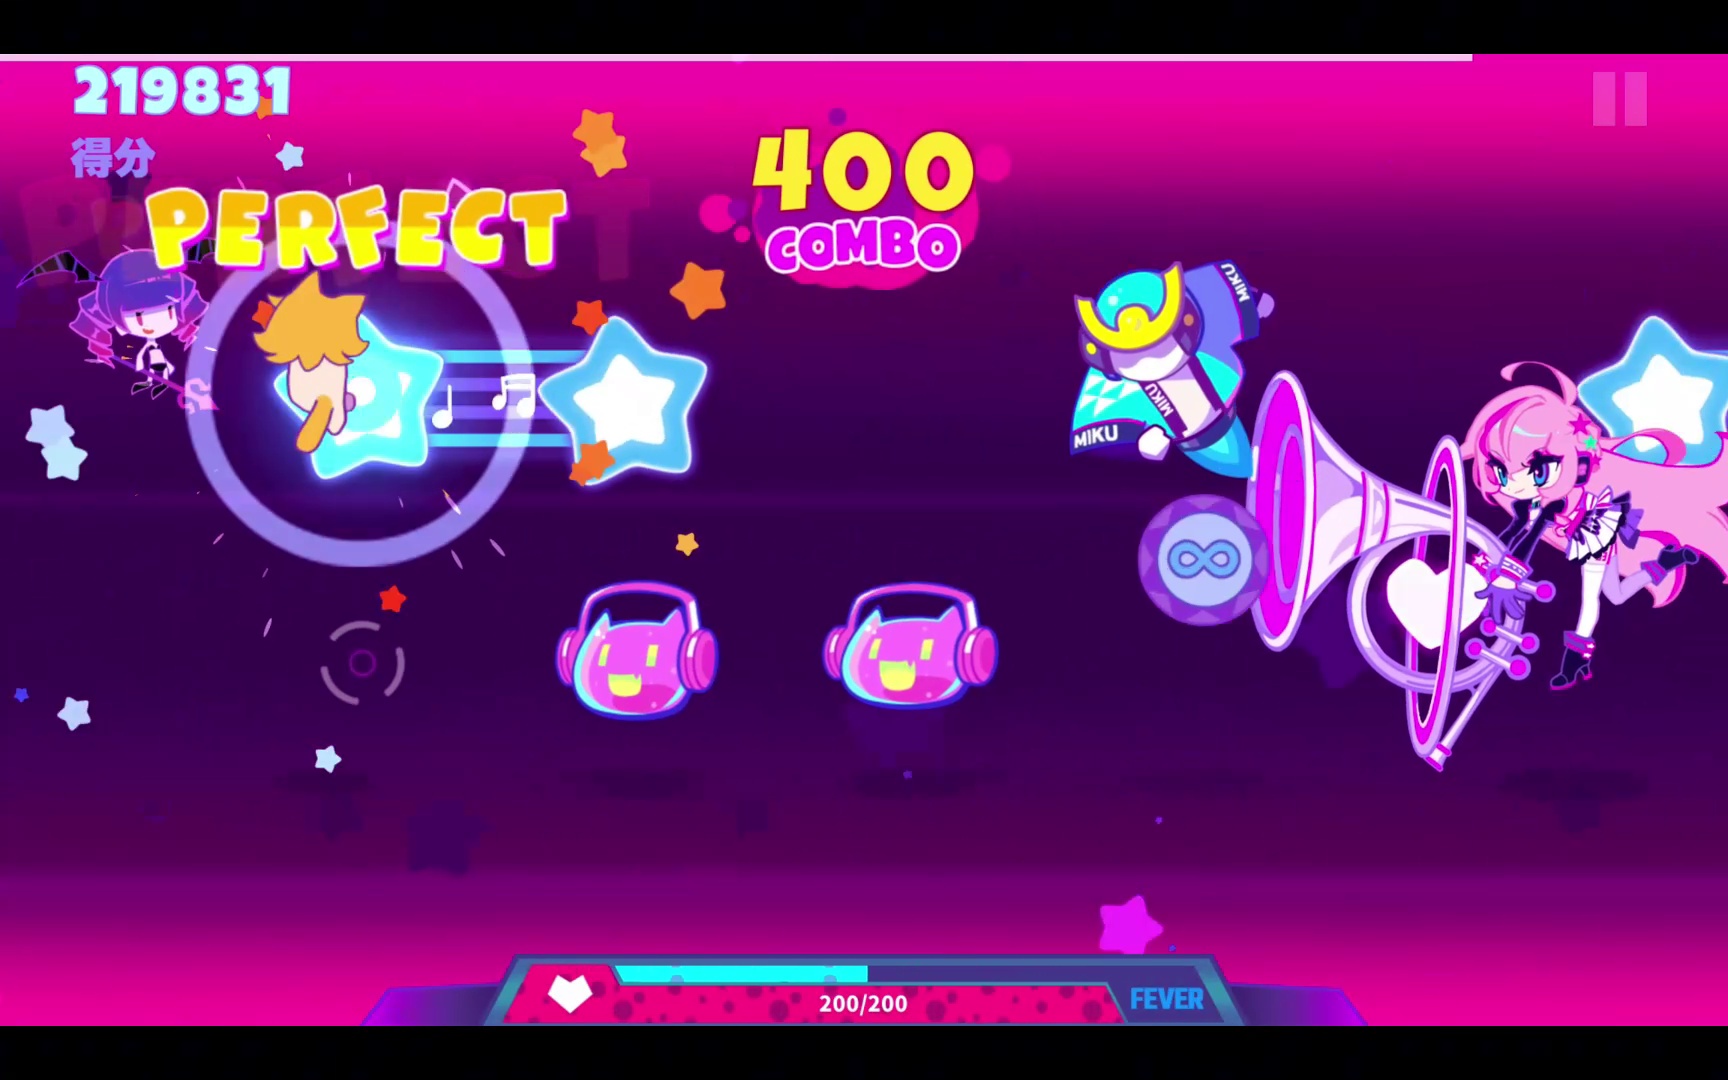 219831
得分
PERFECT
400
COMBO
MIKU
MIKU
MIKU
200/200
FEVER